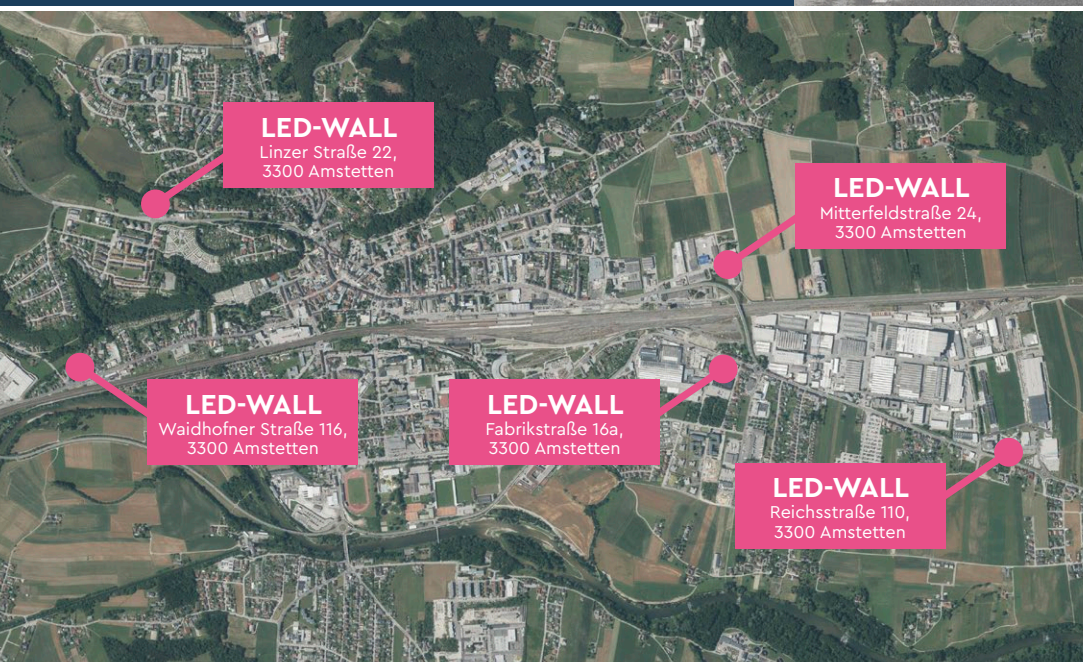 LED-WALL
Linzer Straße 22,
3300 Amstetten
LED-WALL
Mitterfeldstraße 24,
3300 Amstetten
LED-WALL
Waidhofner Straße 116,
3300 Amstetten
LED-WALL
Fabrikstraße 16a,
3300 Amstetten
LED-WALL
Reichsstraße 110,
3300 Amstetten